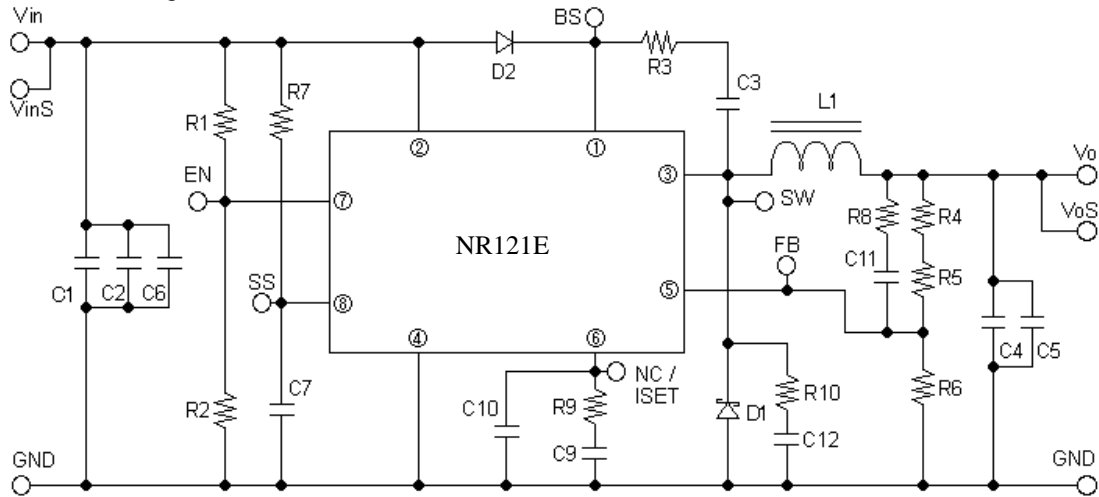 Vin
BS
D2
R3
VinS
R7
C3
L1
R1
②
①
③
Vo
EN
SW
VoS
⑦
R8
R4
NR121E
FB
C11
C1
C2
C6
SS
⑧
⑤
R5
④
⑥
C4
C5
C7
NC /
ISET
R2
C10
R9
R10
R6
D1
C9
C12
GND
GND